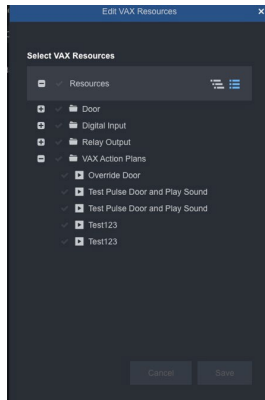 Edit VAX Resources
Select VAX Resources
Resources
Door
Digital Input
Relay Output
VAX Action Plans
Override Door
Test Pulse Door and Play Sound
Test Pulse Door and Play Sound
Test123
Test123
Cancel Save